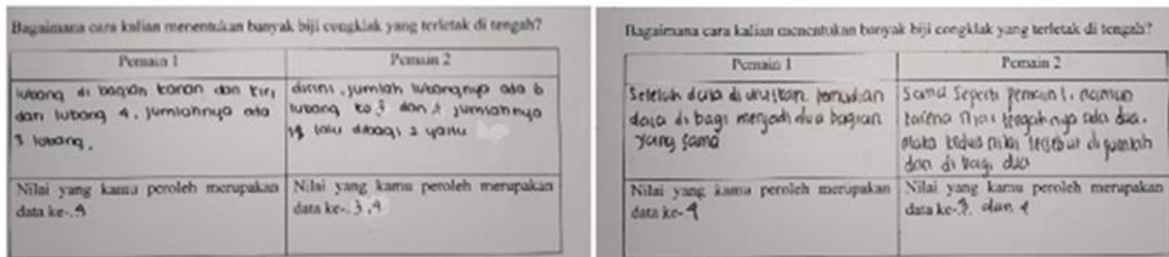 Bagaimana cara kalian menentukan banyak biji congklak yang terletak di tengah?
Pemain 1
Pemain 2
lubang di bagian kanan dan kiri
dari lubang 4, jumlahnya ada
3 lubang.
disini, jumlah lubangnya ada 6
lubang ke 3 dan jumlahnya
lalu dibagi 2 yaitu
Nilai yang kamu peroleh merupakan
data ke-.4
Nilai yang kamu peroleh merupakan
data ke-.3,4
Bagaimana cara kalian menentukan banyak biji congklak yang terletak di tengah?
Pemain 1
Pemain 2
Setelah data di urutkan, kemudian
data di bagi menjadi dua bagian
yang sama
Sama seperti pemain 1, namun
karena nilai tengahnya ada dua,
maka kedua nilai tersebut di jumlah
dan di bagi dua
Nilai yang kamu peroleh merupakan
data ke-4
Nilai yang kamu peroleh merupakan
data ke-3. dan 4